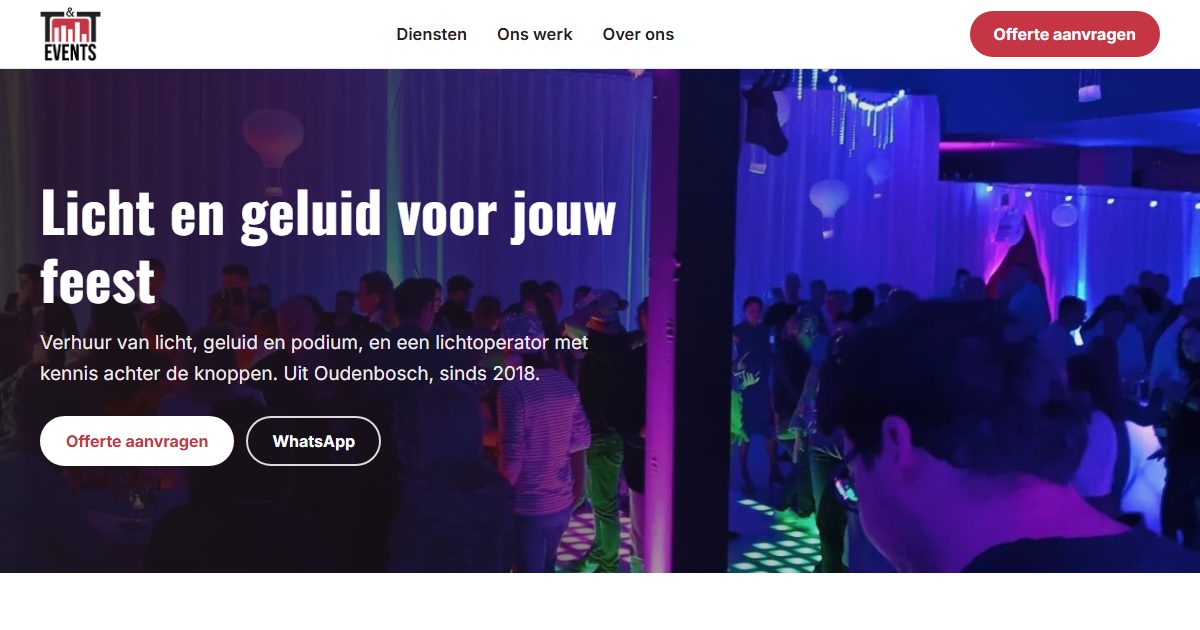 T&T
EVENTS
Diensten
Ons werk
Over ons
Offerte aanvragen
Licht en geluid voor jouw
feest
Verhuur van licht, geluid en podium, en een lichtoperator met
kennis achter de knoppen. Uit Oudenbosch, sinds 2018.
Offerte aanvragen
WhatsApp